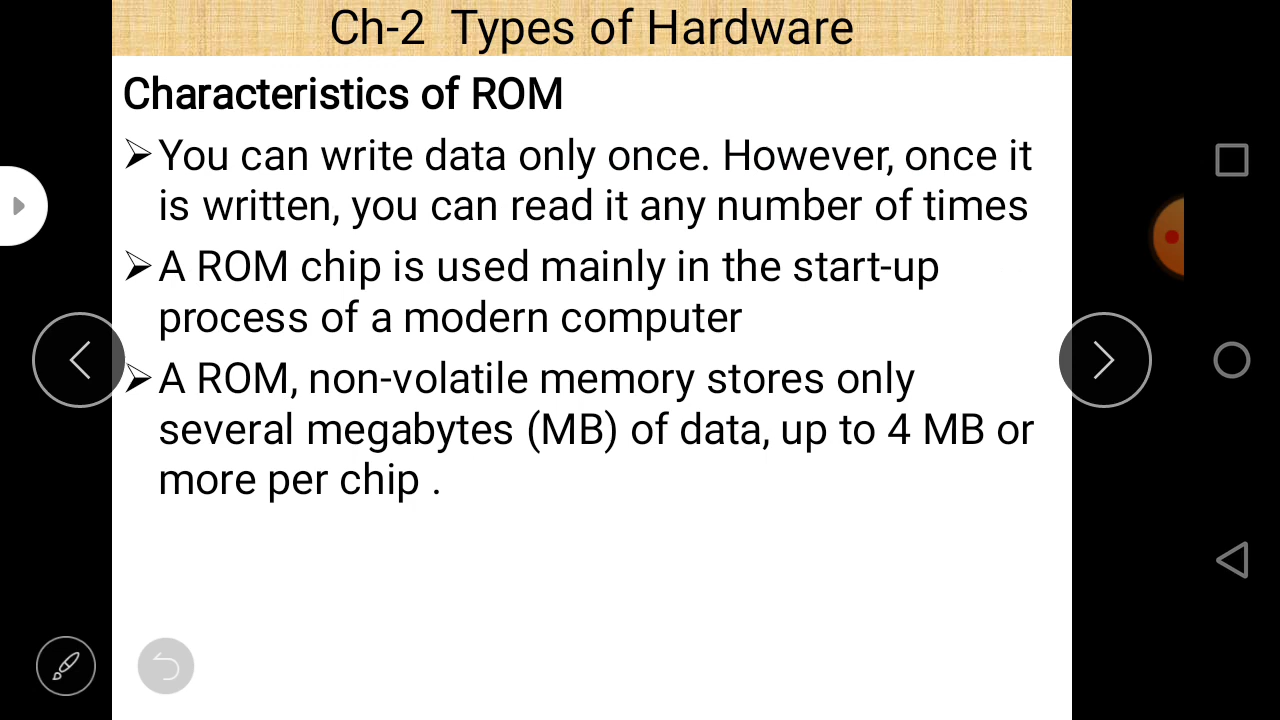 Ch-2 Types of Hardware
Characteristics of ROM
➢You can write data only once. However, once it
is written, you can read it any number of times
➢A ROM chip is used mainly in the start-up
process of a modern computer
➢A ROM, non-volatile memory stores only
several megabytes (MB) of data, up to 4 MB or
more per chip .